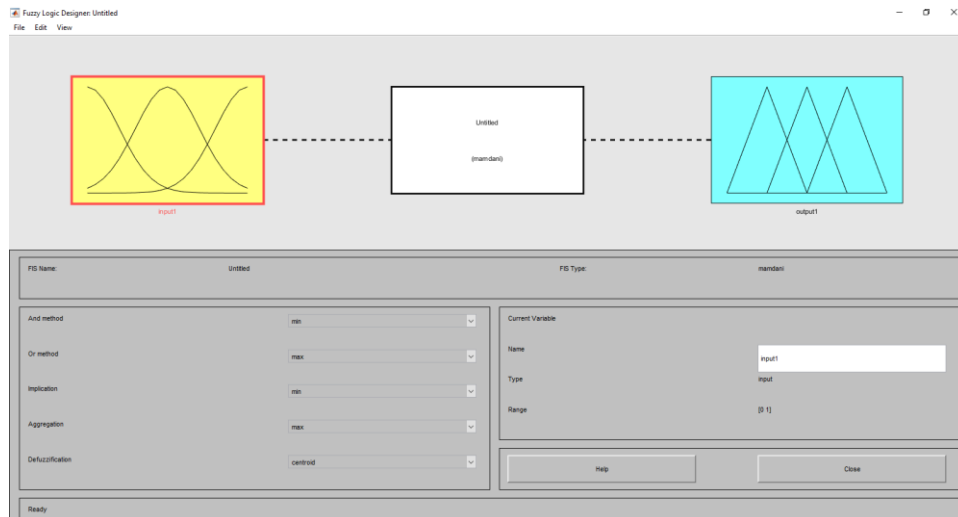 Fuzzy Logic Designer: Untitled
File Edit View
Untitled
(mamdani)
input1
output1
FIS Name: Untitled FIS Type: mamdani
And method min
Or method max
Implication min
Aggregation max
Defuzzification centroid
Current Variable
Name input1
Type input
Range [0 1]
Help Close
Ready